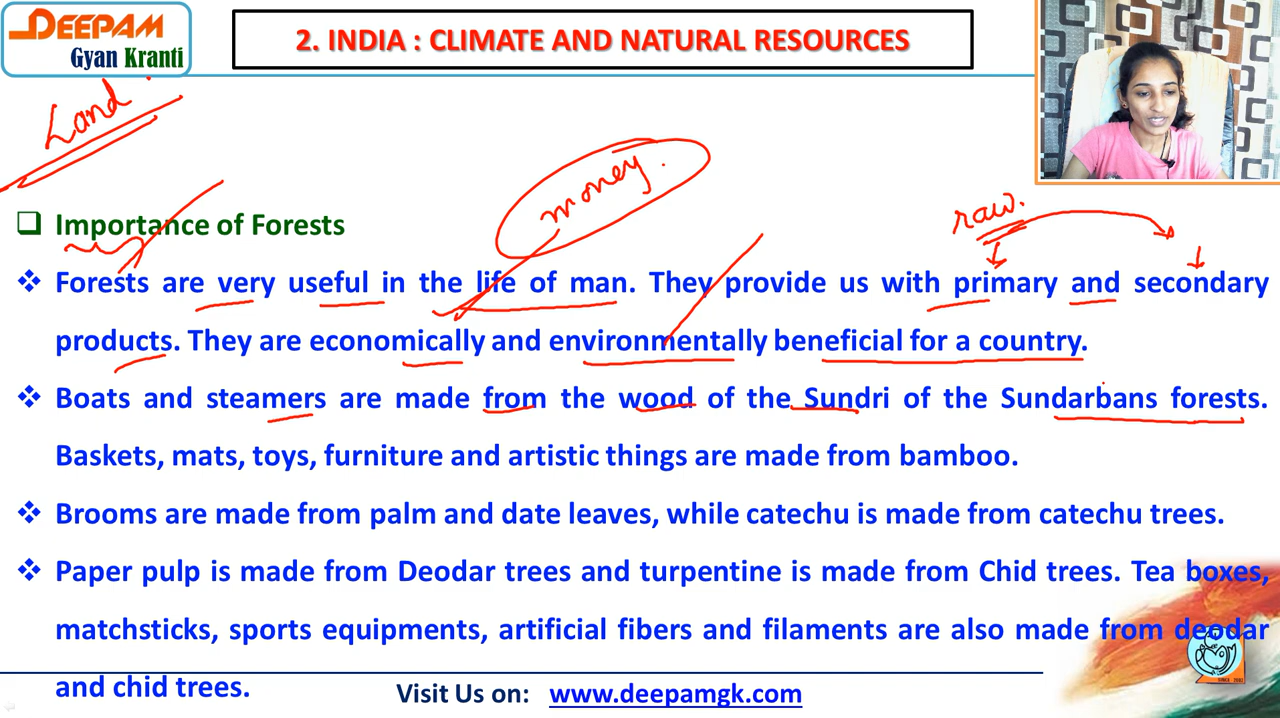 DEEPAM
Gyan Kranti
2. INDIA : CLIMATE AND NATURAL RESOURCES
Land
money.
raw.
❑ Importance of Forests
❖ Forests are very useful in the life of man. They provide us with primary and secondary
products. They are economically and environmentally beneficial for a country.
❖ Boats and steamers are made from the wood of the Sundri of the Sundarbans forests.
Baskets, mats, toys, furniture and artistic things are made from bamboo.
❖ Brooms are made from palm and date leaves, while catechu is made from catechu trees.
❖ Paper pulp is made from Deodar trees and turpentine is made from Chid trees. Tea boxes,
matchsticks, sports equipments, artificial fibers and filaments are also made from deodar
and chid trees.
Visit Us on: www.deepamgk.com